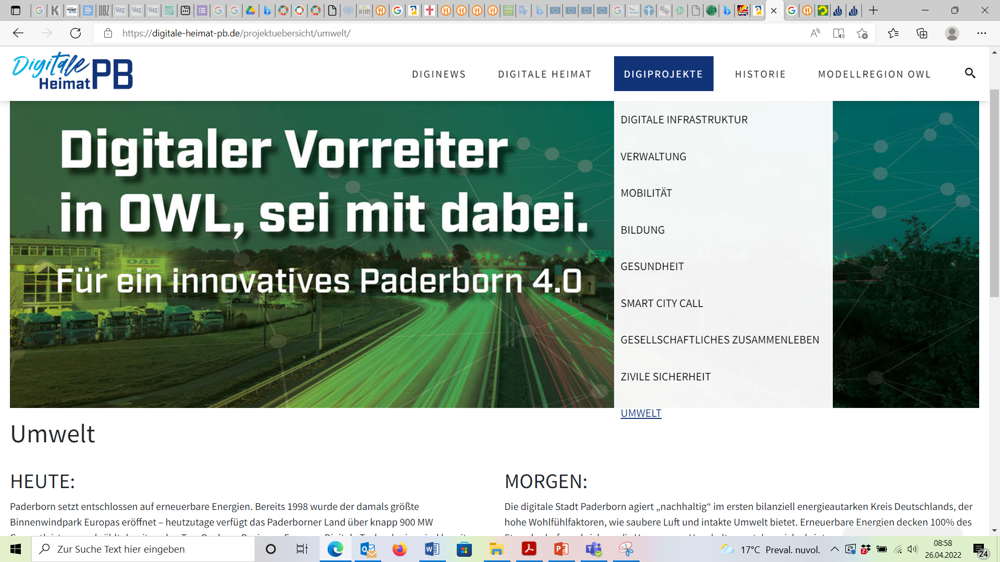 https://digitale-heimat-pb.de/projektuebersicht/umwelt/
Digitale
Heimat PB
DIGINEWS
DIGITALE HEIMAT
DIGIPROJEKTE
HISTORIE
MODELLREGION OWL
Digitaler Vorreiter
in OWL, sei mit dabei.
Für ein innovatives Paderborn 4.0
DAF
DIGITALE INFRASTRUKTUR
VERWALTUNG
MOBILITÄT
BILDUNG
GESUNDHEIT
SMART CITY CALL
GESELLSCHAFTLICHES ZUSAMMENLEBEN
ZIVILE SICHERHEIT
UMWELT
Umwelt
HEUTE:
Paderborn setzt entschlossen auf erneuerbare Energien. Bereits 1998 wurde der damals größte
Binnenwindpark Europas eröffnet – heutzutage verfügt das Paderborner Land über knapp 900 MW
MORGEN:
Die digitale Stadt Paderborn agiert „nachhaltig“ im ersten bilanziell energieautarken Kreis Deutschlands, der
hohe Wohlfühlfaktoren, wie saubere Luft und intakte Umwelt bietet. Erneuerbare Energien decken 100% des
Zur Suche Text hier eingeben
17°C Preval. nuvol.
08:58
26.04.2022
24